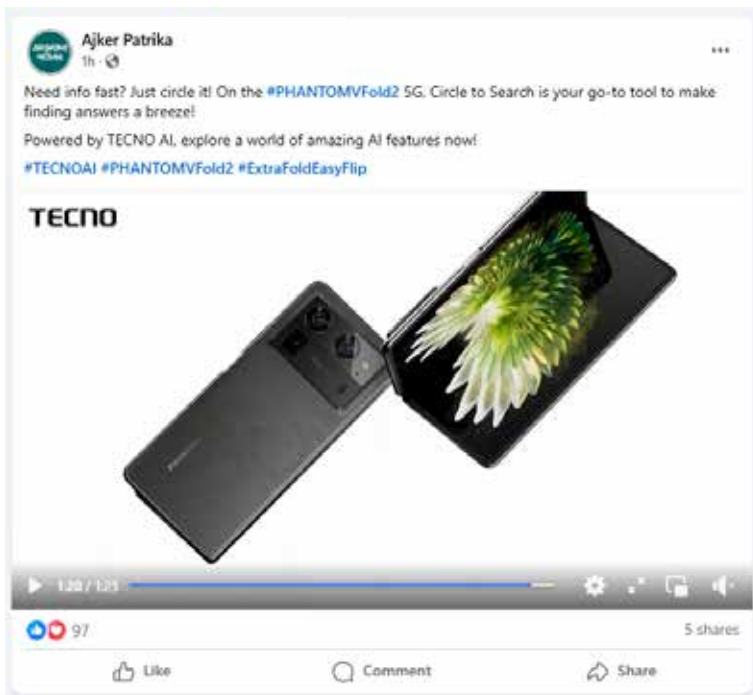 Ajker Patrika
1h
Need info fast? Just circle it! On the #PHANTOMVFold2 5G, Circle to Search is your go-to tool to make
finding answers a breeze!
Powered by TECNO AI, explore a world of amazing AI features now!
#TECNOAI #PHANTOMVFold2 #ExtraFoldEasyFlip
TECNO
97
5 shares
Like
Comment
Share